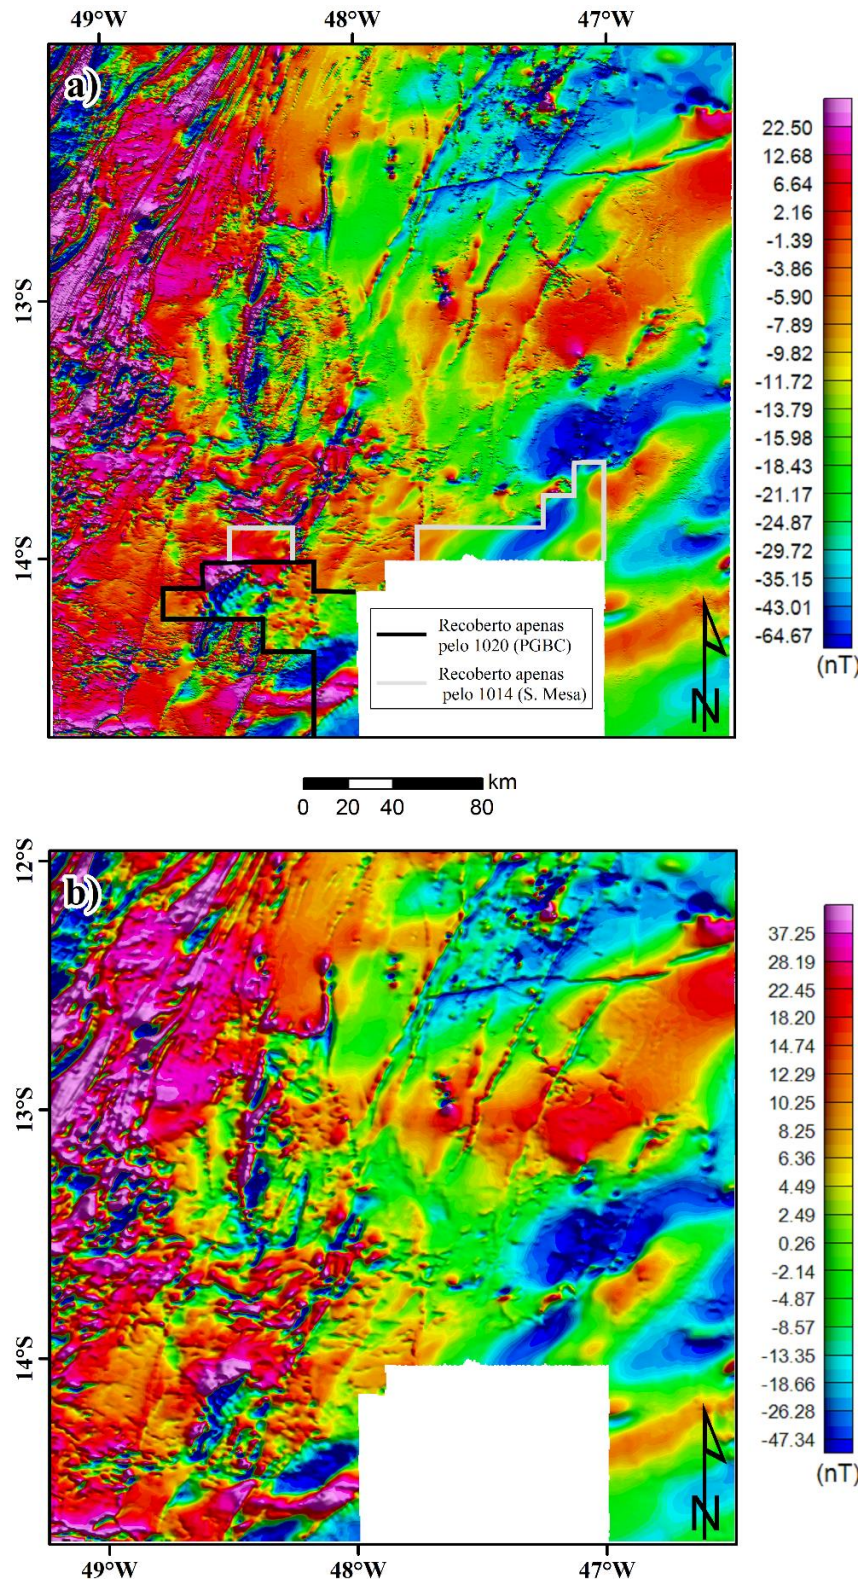 49°W 48°W 47°W
a)
13°S
14°S
22.50
12.68
6.64
2.16
-1.39
-3.86
-5.90
-7.89
-9.82
-11.72
-13.79
-15.98
-18.43
-21.17
-24.87
-29.72
-35.15
-43.01
-64.67
(nT)
Recoberto apenas
pelo 1020 (PGBC)
Recoberto apenas
pelo 1014 (S. Mesa)
N
km
0 20 40 80
12°S
b)
13°S
14°S
37.25
28.19
22.45
18.20
14.74
12.29
10.25
8.25
6.36
4.49
2.49
0.26
-2.14
-4.87
-8.57
-13.35
-18.66
-26.28
-47.34
(nT)
N
49°W 48°W 47°W